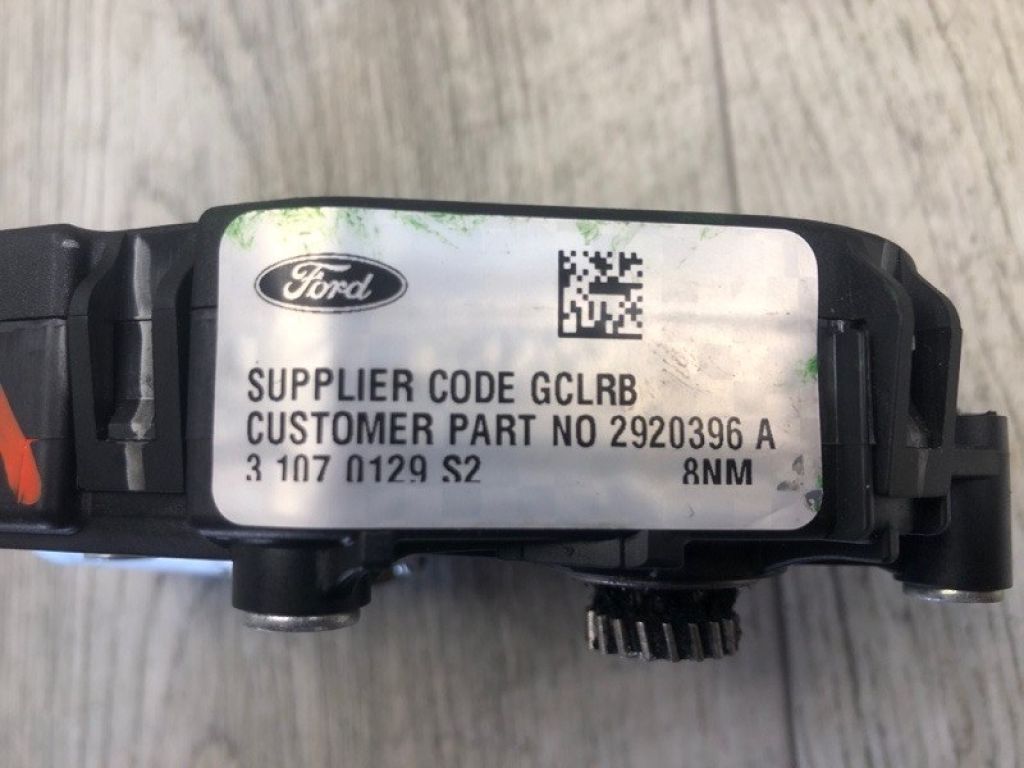 Ford
SUPPLIER CODE GCLRB
CUSTOMER PART NO 2920396 A
3 107 0129 S2 8NM